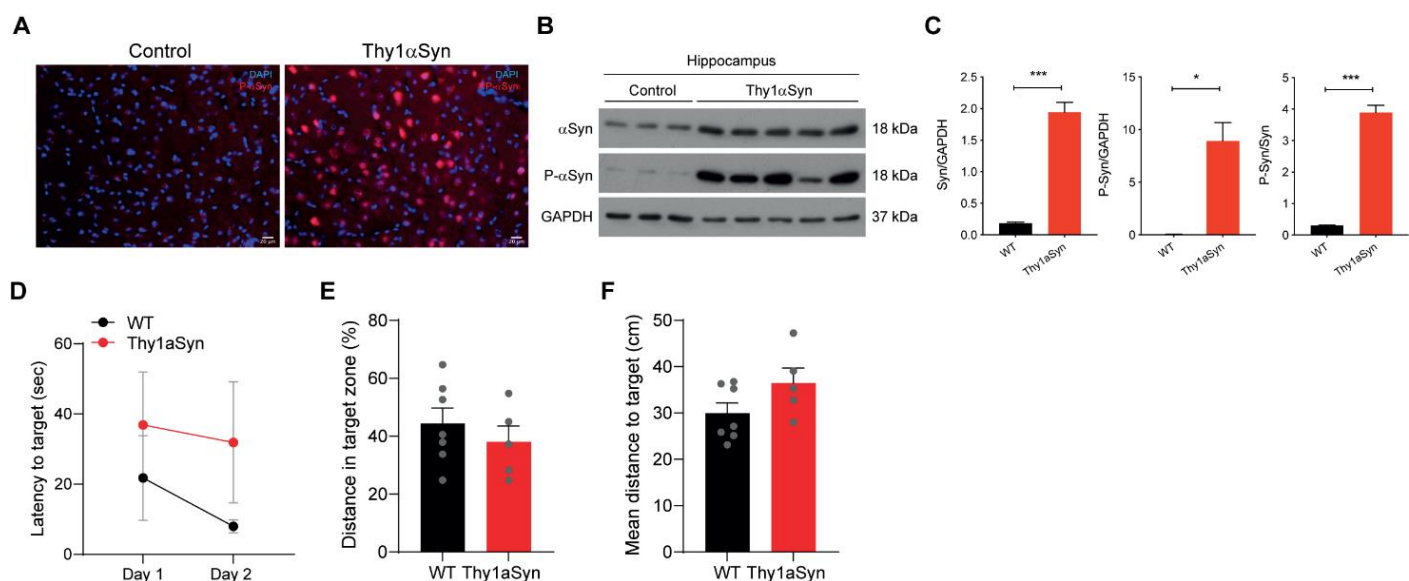 A
Control
Thy1αSyn
DAPI
P-αSyn
20 µm
DAPI
P-αSyn
20 µm
B
Hippocampus
Control
Thy1αSyn
αSyn
18 kDa
P-αSyn
18 kDa
GAPDH
37 kDa
C
Syn/GAPDH
2.5
2.0
1.5
1.0
0.5
0.0
***
WT
Thy1aSyn
P-Syn/GAPDH
15
10
5
0
*
WT
Thy1aSyn
P-Syn/Syn
5
4
3
2
1
0
***
WT
Thy1aSyn
D
WT
Thy1aSyn
Latency to target (sec)
60
40
20
0
Day 1
Day 2
E
Distance in target zone (%)
80
60
40
20
0
WT Thy1aSyn
F
Mean distance to target (cm)
50
40
30
20
10
0
WT Thy1aSyn